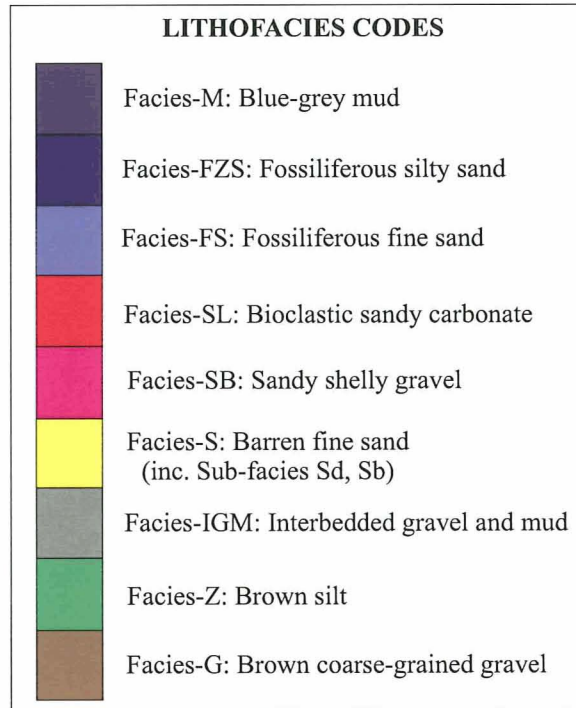 LITHOFACIES CODES
Facies-M: Blue-grey mud
Facies-FZS: Fossiliferous silty sand
Facies-FS: Fossiliferous fine sand
Facies-SL: Bioclastic sandy carbonate
Facies-SB: Sandy shelly gravel
Facies-S: Barren fine sand
(inc. Sub-facies Sd, Sb)
Facies-IGM: Interbedded gravel and mud
Facies-Z: Brown silt
Facies-G: Brown coarse-grained gravel